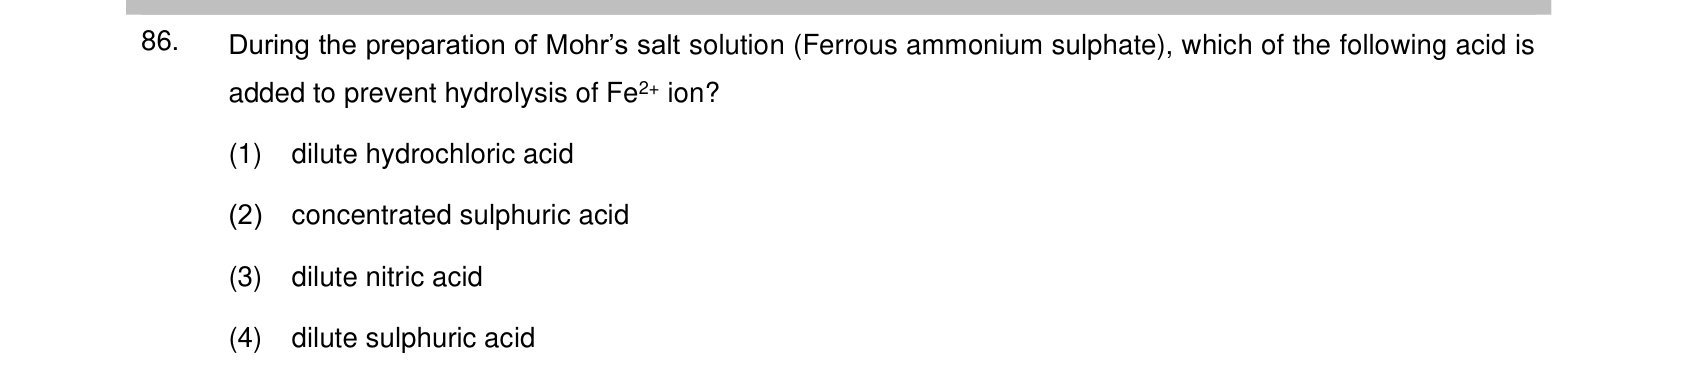 86. During the preparation of Mohr’s salt solution (Ferrous ammonium sulphate), which of the following acid is
added to prevent hydrolysis of Fe²⁺ ion?
(1) dilute hydrochloric acid
(2) concentrated sulphuric acid
(3) dilute nitric acid
(4) dilute sulphuric acid